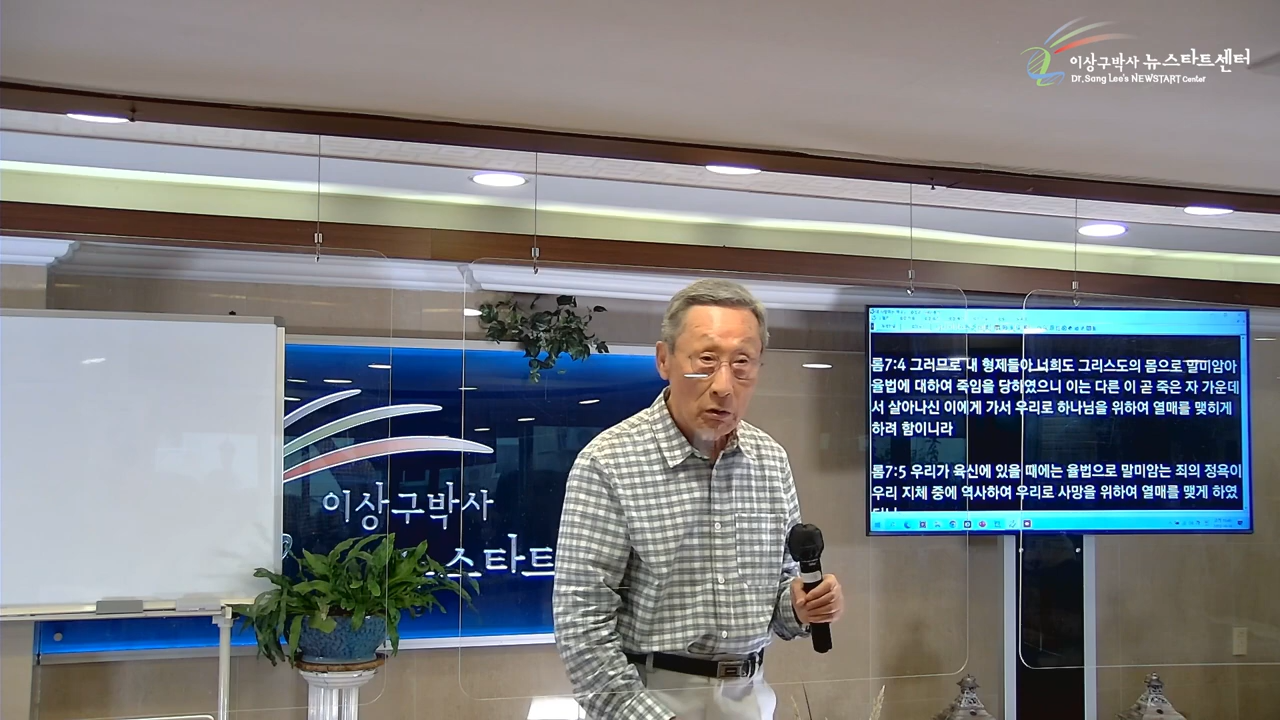 이상구박사 뉴스타트센터
Dr. Sang Lee's NEWSTART Center
이상구박사
스타트
롬7:4 그러므로 내 형제들아 너희도 그리스도의 몸으로 말미암아
율법에 대하여 죽임을 당하였으니 이는 다른 이 곧 죽은 자 가운데
서 살아나신 이에게 가서 우리로 하나님을 위하여 열매를 맺히게
하려 함이니라
롬7:5 우리가 육신에 있을 때에는 율법으로 말미암는 죄의 정욕이
우리 지체 중에 역사하여 우리로 사망을 위하여 열매를 맺게 하였